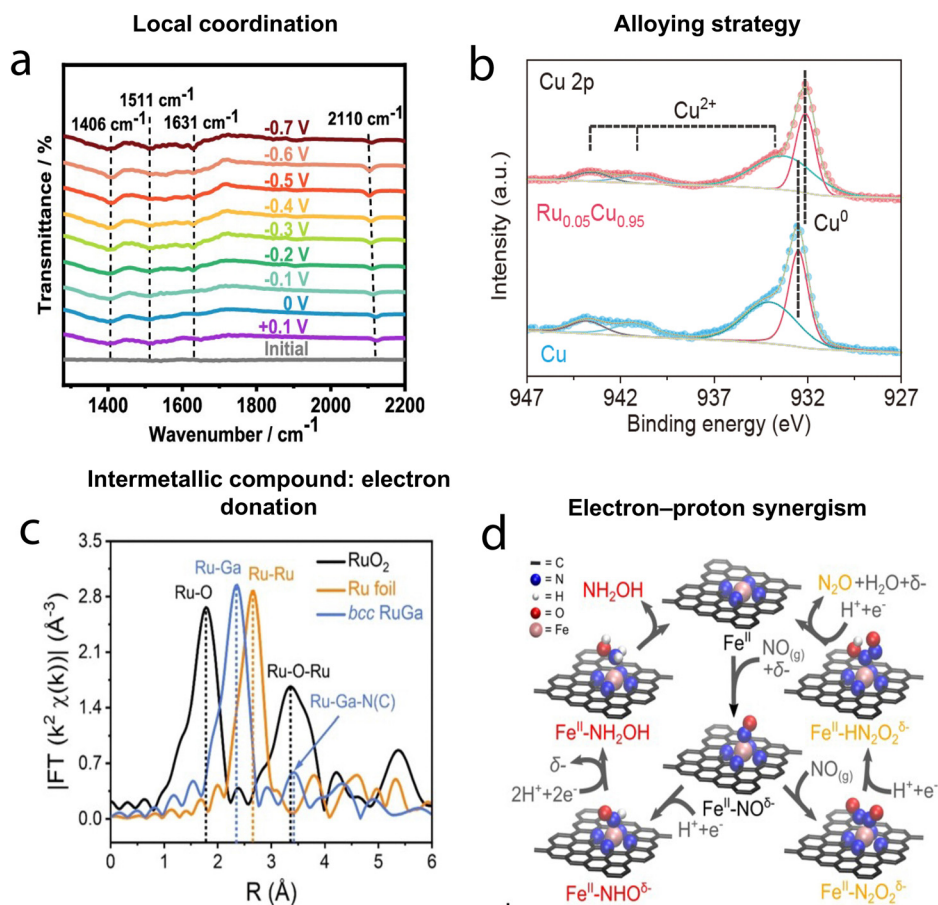 Local coordination
a
1406 cm⁻¹
1511 cm⁻¹
1631 cm⁻¹
2110 cm⁻¹
-0.7 V
-0.6 V
-0.5 V
-0.4 V
-0.3 V
-0.2 V
-0.1 V
0 V
+0.1 V
Initial
Transmittance / %
1400 1600 1800 2000 2200
Wavenumber / cm⁻¹
Alloying strategy
b
Cu 2p
Cu²⁺
Ru₀.₀₅Cu₀.₉₅
Cu⁰
Cu
Intensity (a.u.)
947 942 937 932 927
Binding energy (eV)
Intermetallic compound: electron
donation
c
3.5
2.8
2.1
1.4
0.7
0.0
|FT (k² χ(k))| (Å⁻³)
Ru-Ga
Ru-O
Ru-Ru
RuO₂
Ru foil
bcc RuGa
Ru-O-Ru
Ru-Ga-N(C)
0 1 2 3 4 5 6
R (Å)
Electron–proton synergism
d
= C
= N
= H
= O
= Fe
NH₂OH
N₂O +H₂O+δ-
H⁺+e⁻
Feᴵᴵ
NO(g)
+δ-
Feᴵᴵ-NH₂OH
Feᴵᴵ-HN₂O₂ᵟ⁻
δ-
2H⁺+2e⁻
Feᴵᴵ-NOᵟ⁻
NO(g)
H⁺+e⁻
H⁺+e⁻
Feᴵᴵ-NHOᵟ⁻
Feᴵᴵ-N₂O₂ᵟ⁻